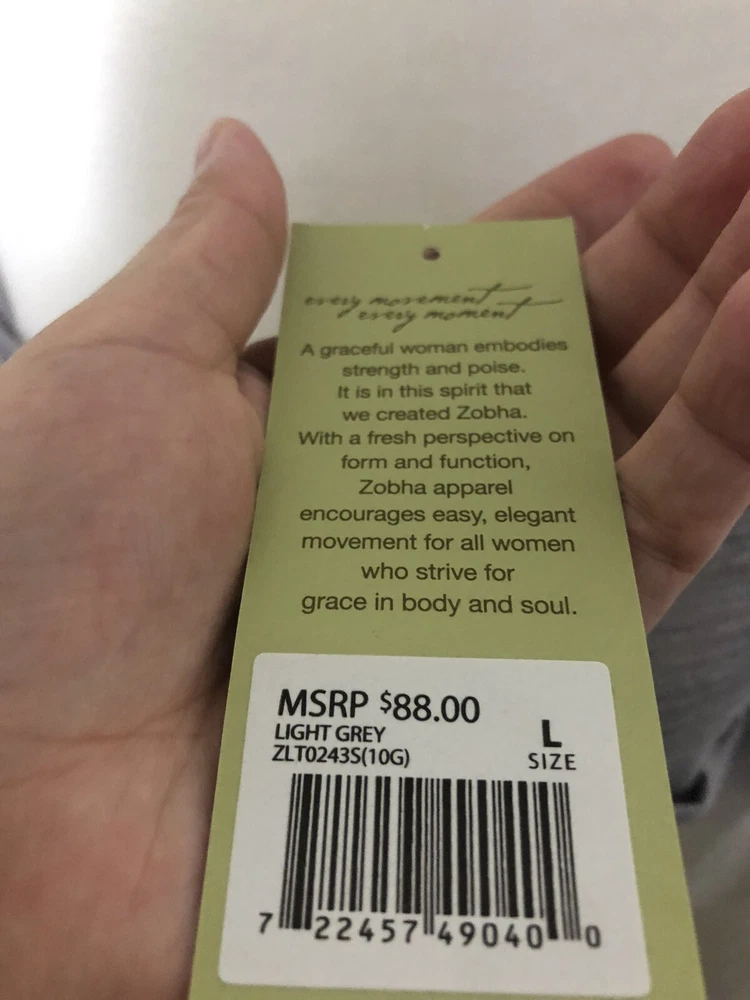 every movement
every moment
A graceful woman embodies
strength and poise.
It is in this spirit that
we created Zobha.
With a fresh perspective on
form and function,
Zobha apparel
encourages easy, elegant
movement for all women
who strive for
grace in body and soul.
MSRP $88.00
LIGHT GREY
ZLT0243S(10G)
L
SIZE
7 22457 49040 0